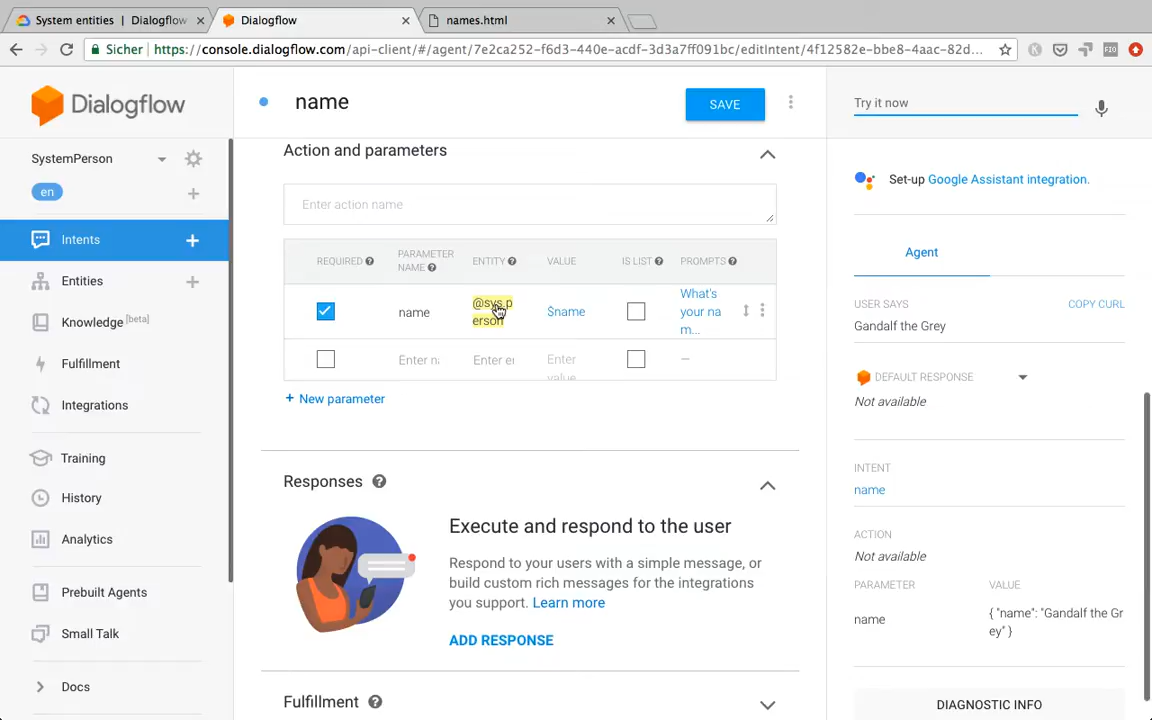 System entities | Dialogflow
Dialogflow
names.html
Sicher
https://console.dialogflow.com/api-client/#/agent/7e2ca252-f6d3-440e-acdf-3d3a7ff091bc/editIntent/4f12582e-bbe8-4aac-82d...
Dialogflow
SystemPerson
en
Intents
Entities
Knowledge [beta]
Fulfillment
Integrations
Training
History
Analytics
Prebuilt Agents
Small Talk
Docs
name
SAVE
Action and parameters
Enter action name
REQUIRED
PARAMETER
NAME
ENTITY
VALUE
IS LIST
PROMPTS
name
@sys.p
erson
$name
What's
your na
m...
Enter na
Enter en
Enter
value
—
+ New parameter
Responses
Execute and respond to the user
Respond to your users with a simple message, or
build custom rich messages for the integrations
you support. Learn more
ADD RESPONSE
Fulfillment
Try it now
Set-up Google Assistant integration.
Agent
USER SAYS
COPY CURL
Gandalf the Grey
DEFAULT RESPONSE
Not available
INTENT
name
ACTION
Not available
PARAMETER
VALUE
name
{ "name": "Gandalf the Gr
ey" }
DIAGNOSTIC INFO